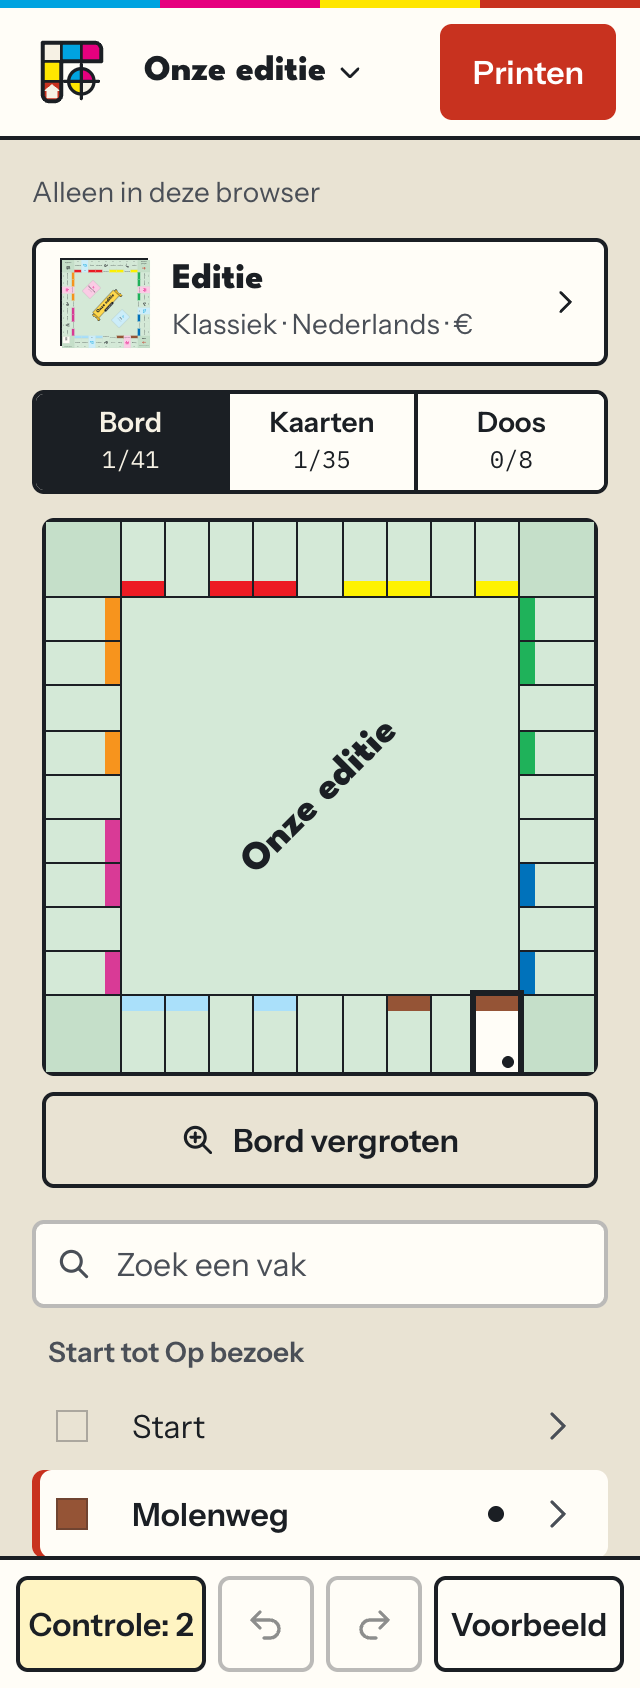 Onze editie
Printen
Alleen in deze browser
Editie
Klassiek · Nederlands · €
Bord
1/41
Kaarten
1/35
Doos
0/8
Onze editie
Bord vergroten
Zoek een vak
Start tot Op bezoek
Start
Molenweg
Controle: 2
Voorbeeld